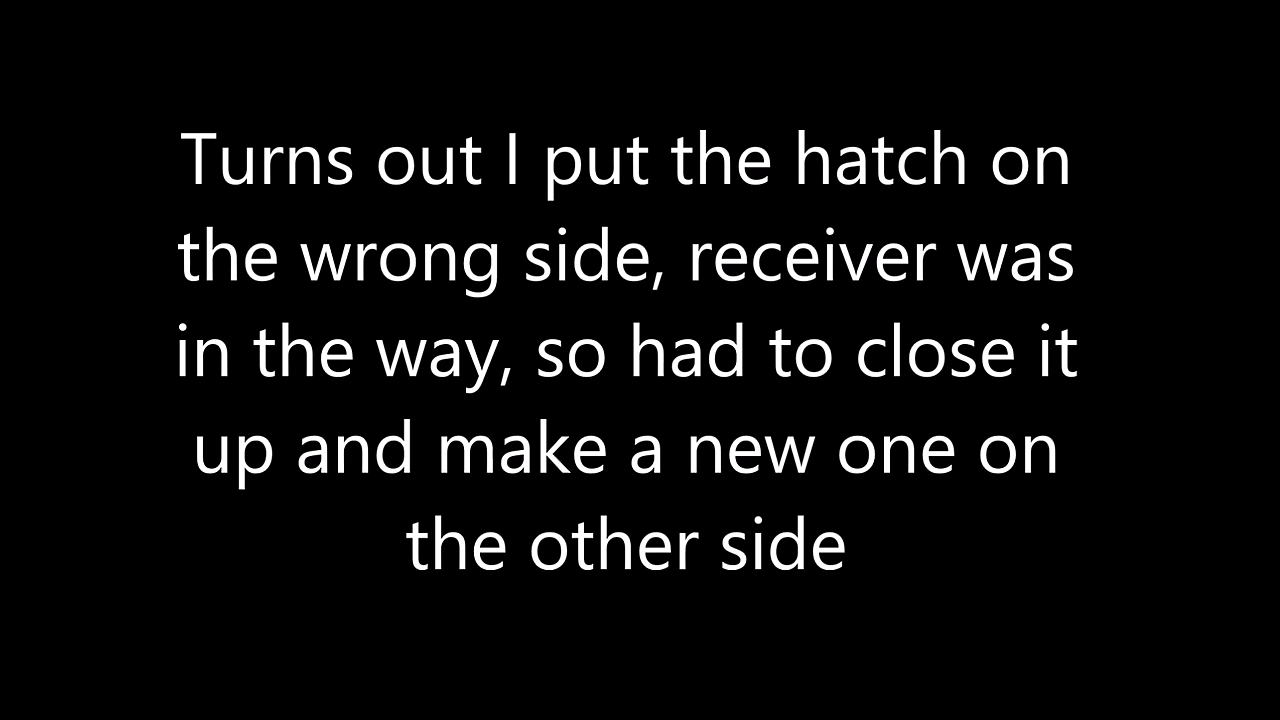 Turns out I put the hatch on
the wrong side, receiver was
in the way, so had to close it
up and make a new one on
the other side